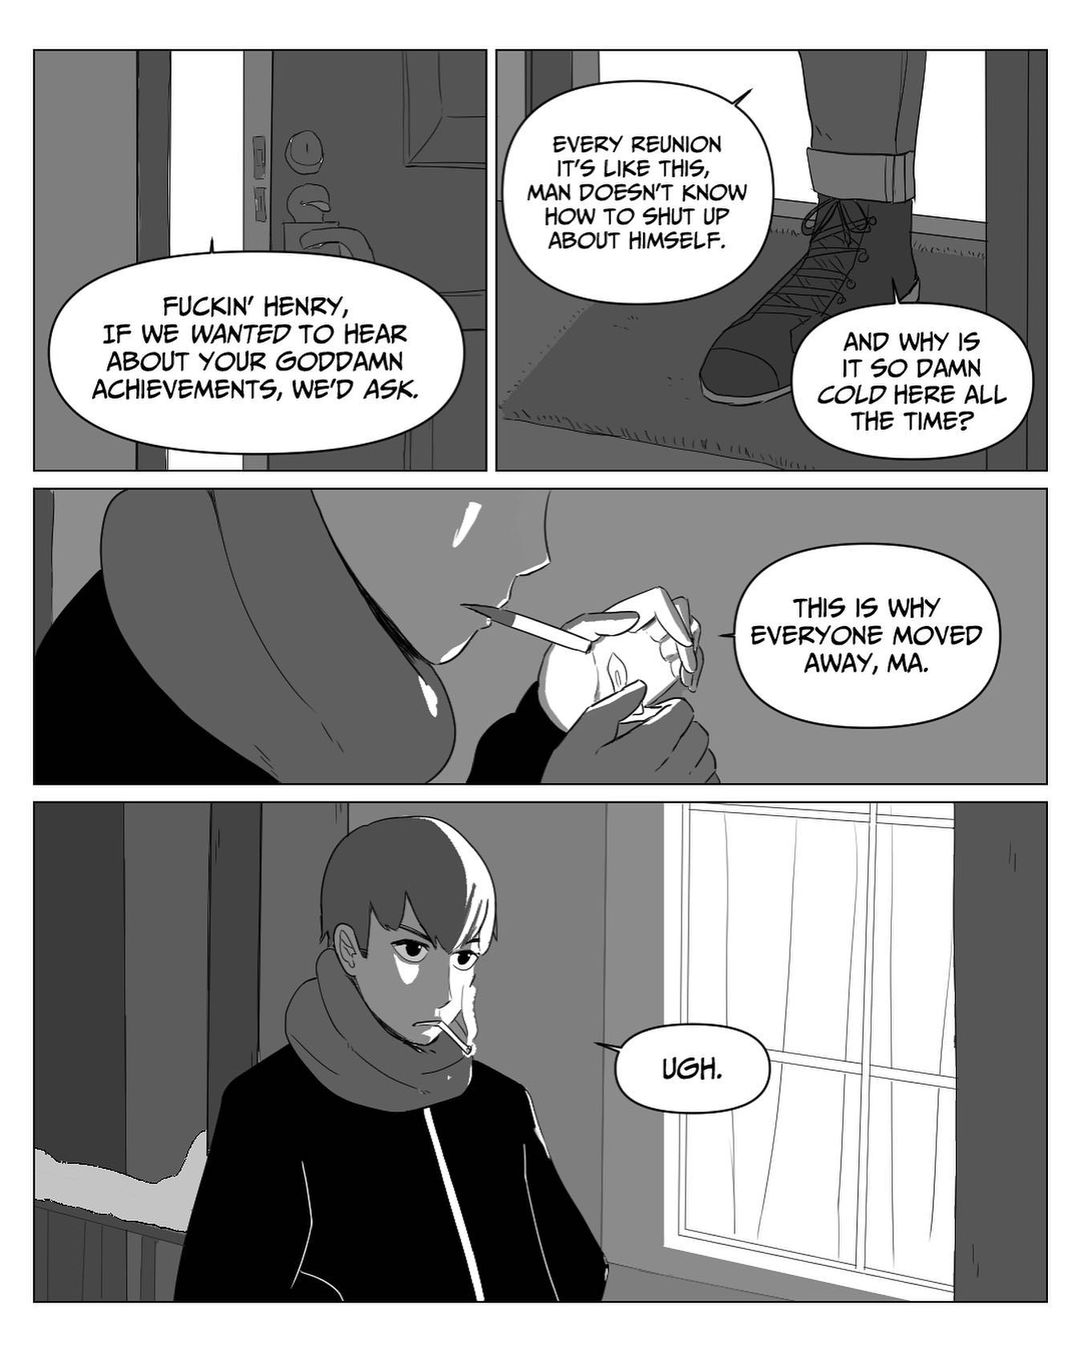 FUCKIN' HENRY,
IF WE WANTED TO HEAR
ABOUT YOUR GODDAMN
ACHIEVEMENTS, WE'D ASK.
EVERY REUNION
IT'S LIKE THIS,
MAN DOESN'T KNOW
HOW TO SHUT UP
ABOUT HIMSELF.
AND WHY IS
IT SO DAMN
COLD HERE ALL
THE TIME?
THIS IS WHY
EVERYONE MOVED
AWAY, MA.
UGH.